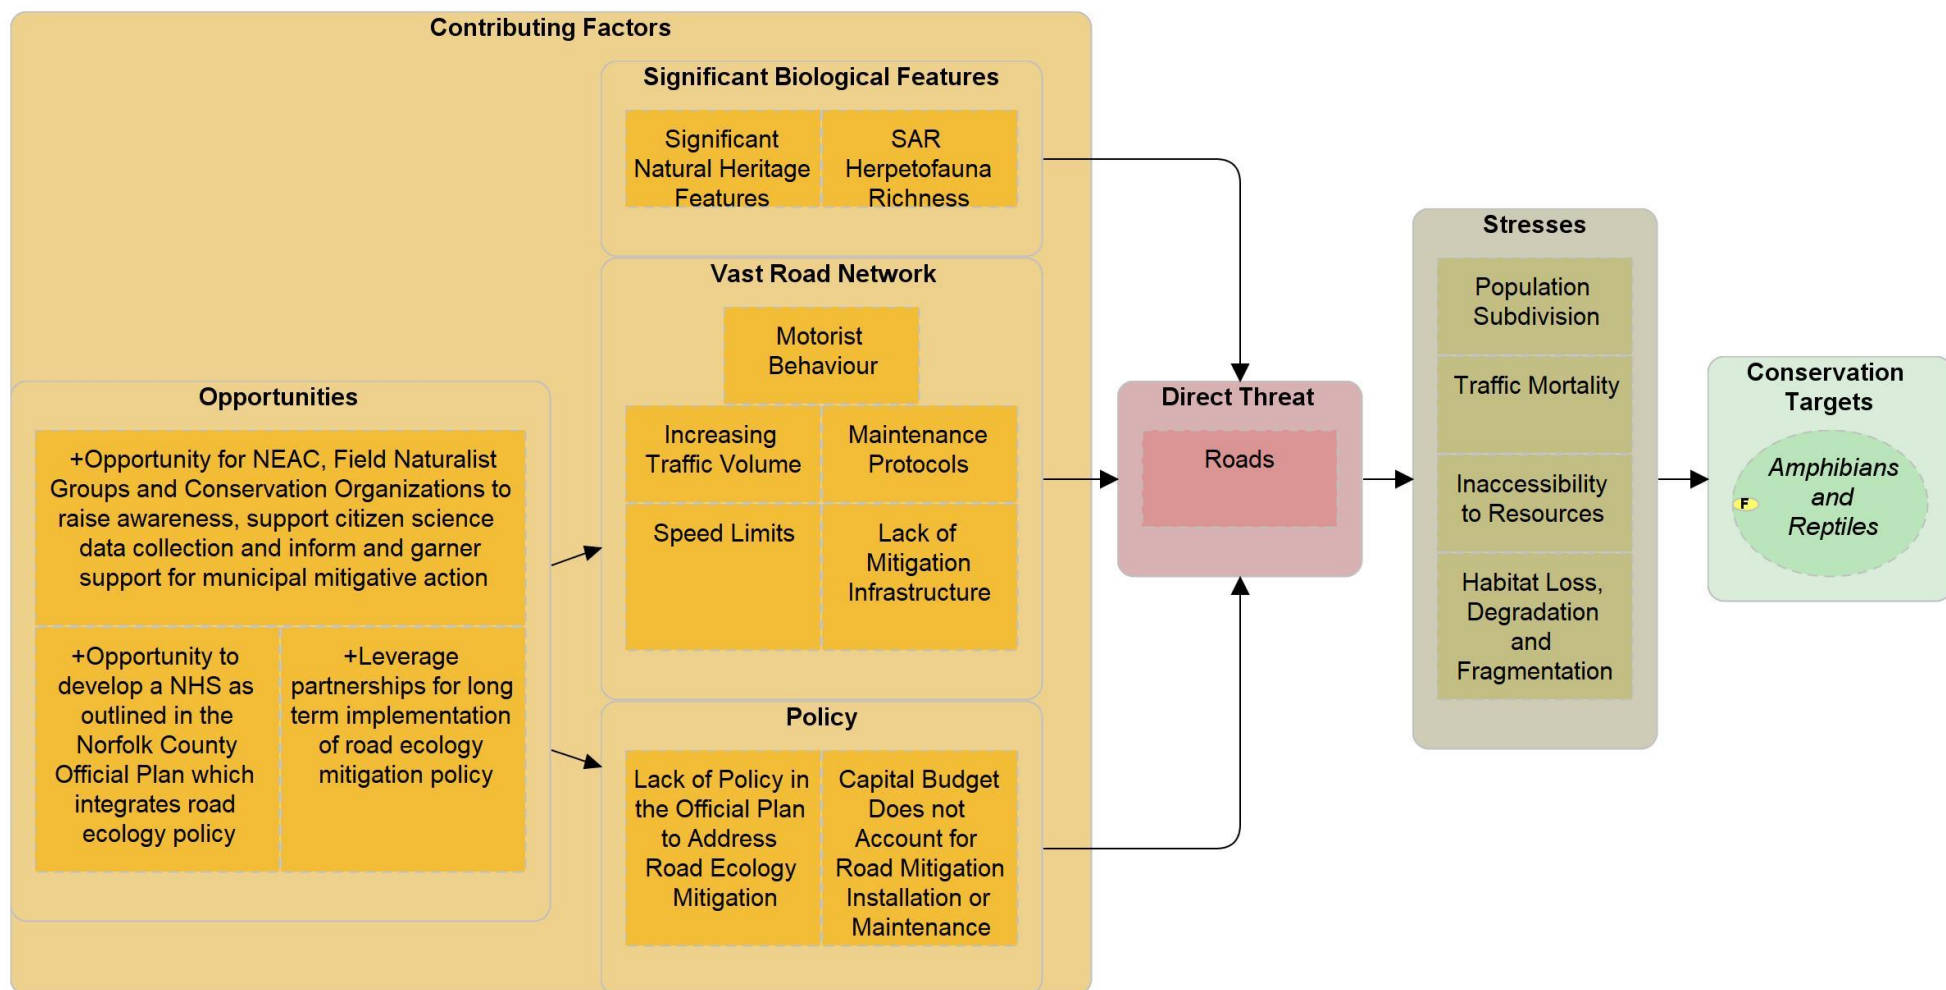 Contributing Factors
Significant Biological Features
Significant
Natural Heritage
Features
SAR
Herpetofauna
Richness
Vast Road Network
Motorist
Behaviour
Increasing
Traffic Volume
Maintenance
Protocols
Speed Limits
Lack of
Mitigation
Infrastructure
Opportunities
+Opportunity for NEAC, Field Naturalist
Groups and Conservation Organizations to
raise awareness, support citizen science
data collection and inform and garner
support for municipal mitigative action
+Opportunity to
develop a NHS as
outlined in the
Norfolk County
Official Plan which
integrates road
ecology policy
+Leverage
partnerships for long
term implementation
of road ecology
mitigation policy
Policy
Lack of Policy in
the Official Plan
to Address
Road Ecology
Mitigation
Capital Budget
Does not
Account for
Road Mitigation
Installation or
Maintenance
Direct Threat
Roads
Stresses
Population
Subdivision
Traffic Mortality
Inaccessibility
to Resources
Habitat Loss,
Degradation
and
Fragmentation
Conservation
Targets
Amphibians
and
Reptiles
F